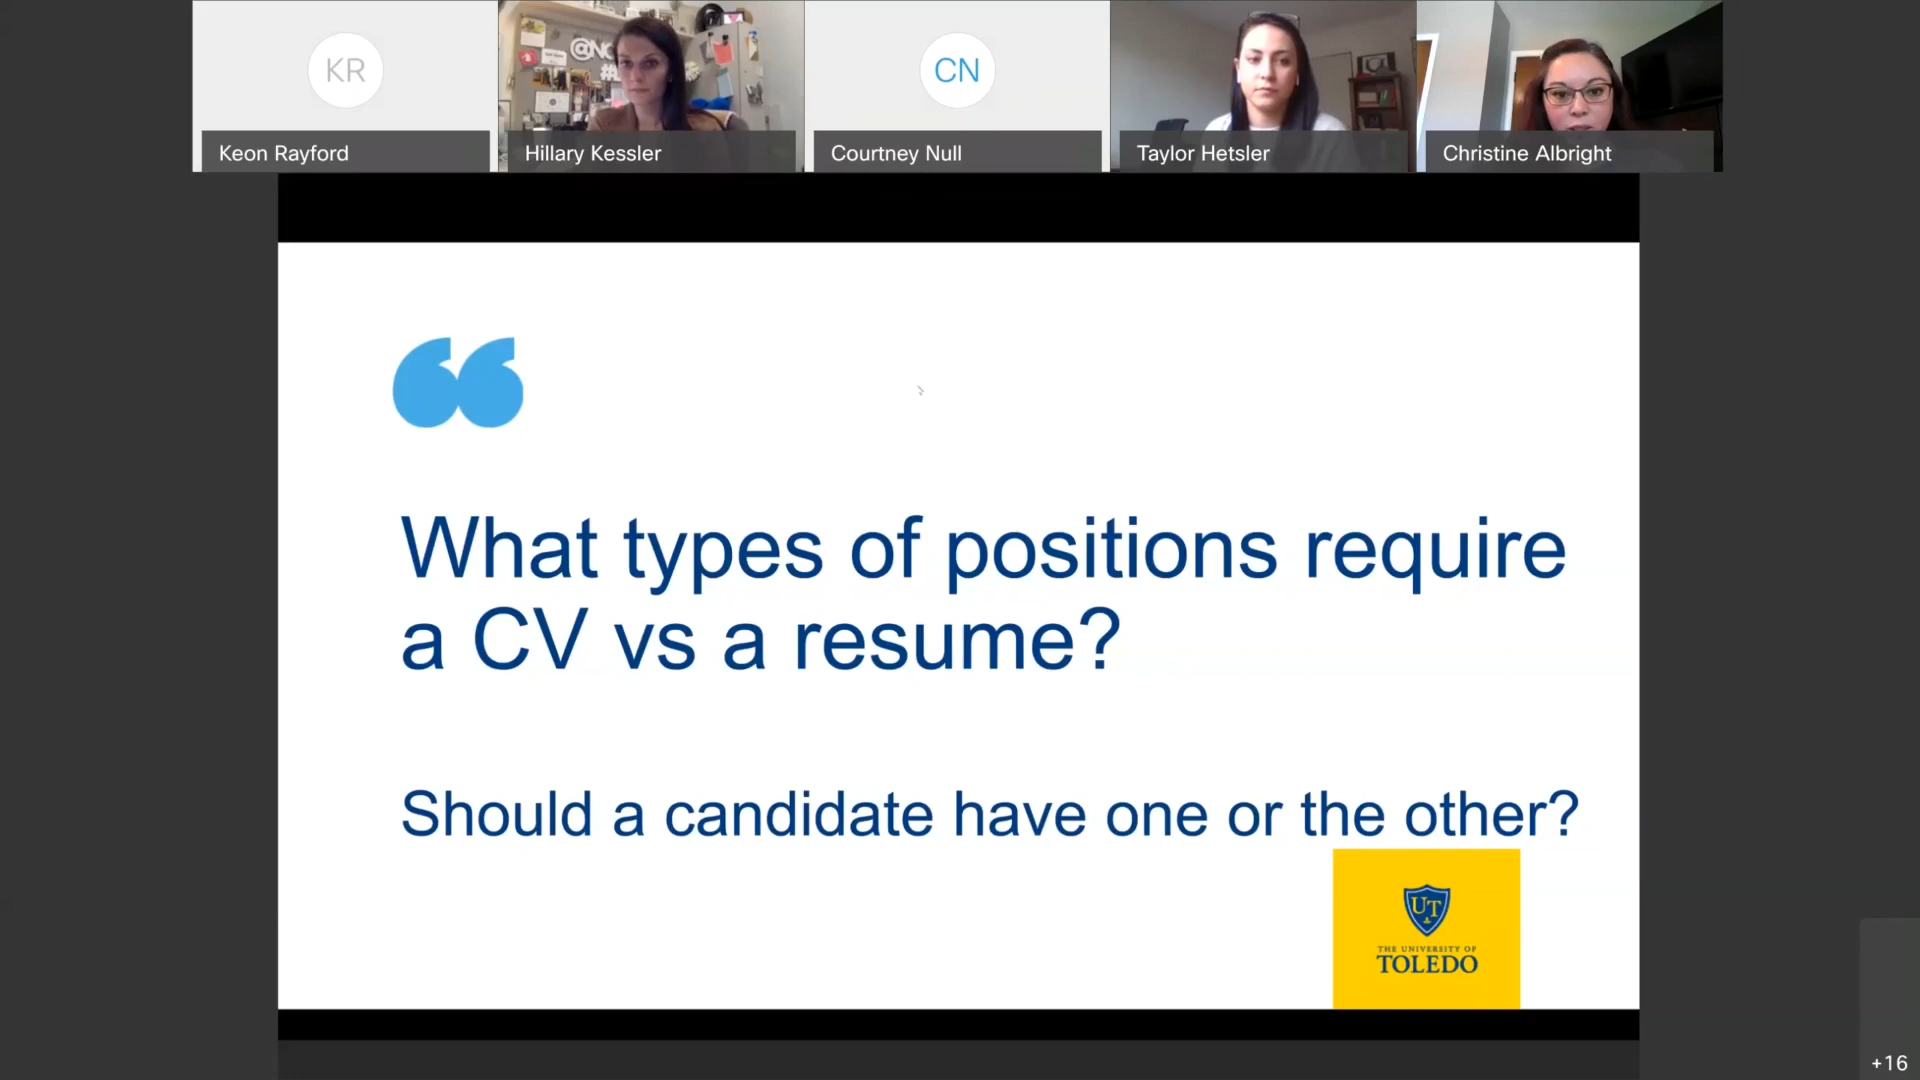 KR
CN
@NO
#
Keon Rayford
Hillary Kessler
Courtney Null
Taylor Hetsler
Christine Albright
What types of positions require
a CV vs a resume?
Should a candidate have one or the other?
UT
THE UNIVERSITY OF
TOLEDO
+16